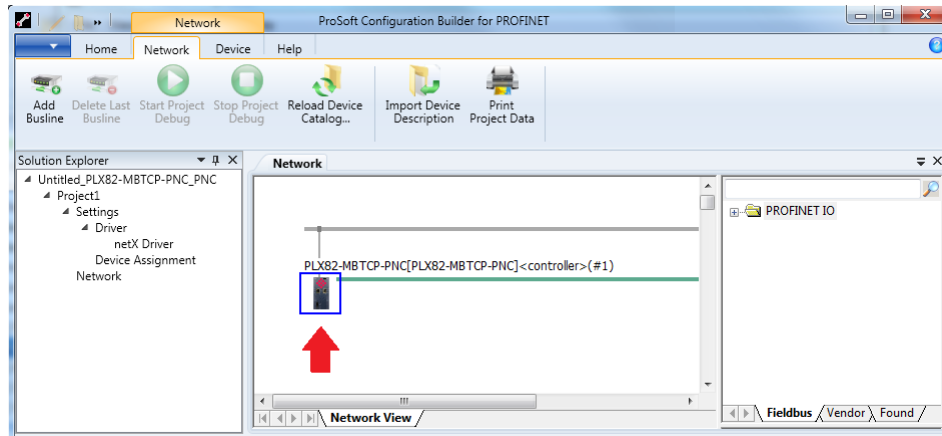 Network
ProSoft Configuration Builder for PROFINET
Home Network Device Help
Add Busline
Delete Last Busline
Start Project Debug
Stop Project Debug
Reload Device Catalog...
Import Device Description
Print Project Data
Solution Explorer
Untitled_PLX82-MBTCP-PNC_PNC
Project1
Settings
Driver
netX Driver
Device Assignment
Network
Network
PLX82-MBTCP-PNC[PLX82-MBTCP-PNC]<controller>(#1)
Network View
PROFINET IO
Fieldbus Vendor Found